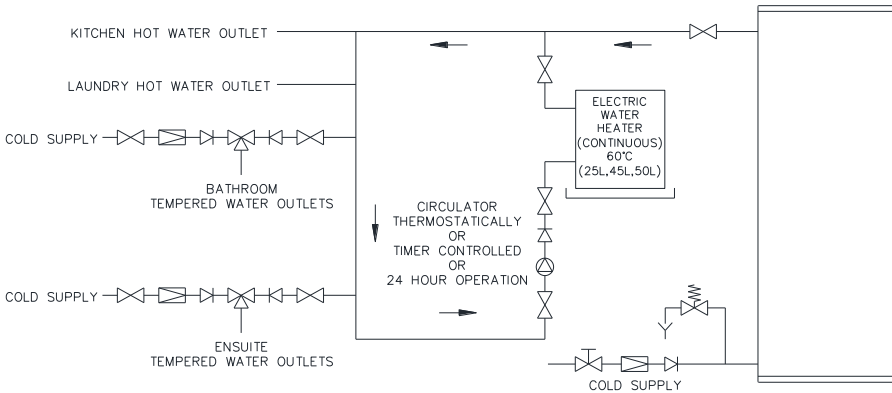 KITCHEN HOT WATER OUTLET
LAUNDRY HOT WATER OUTLET
COLD SUPPLY
BATHROOM
TEMPERED WATER OUTLETS
ELECTRIC
WATER
HEATER
(CONTINUOUS)
60°C
(25L,45L,50L)
CIRCULATOR
THERMOSTATICALLY
OR
TIMER CONTROLLED
OR
24 HOUR OPERATION
COLD SUPPLY
ENSUITE
TEMPERED WATER OUTLETS
COLD SUPPLY